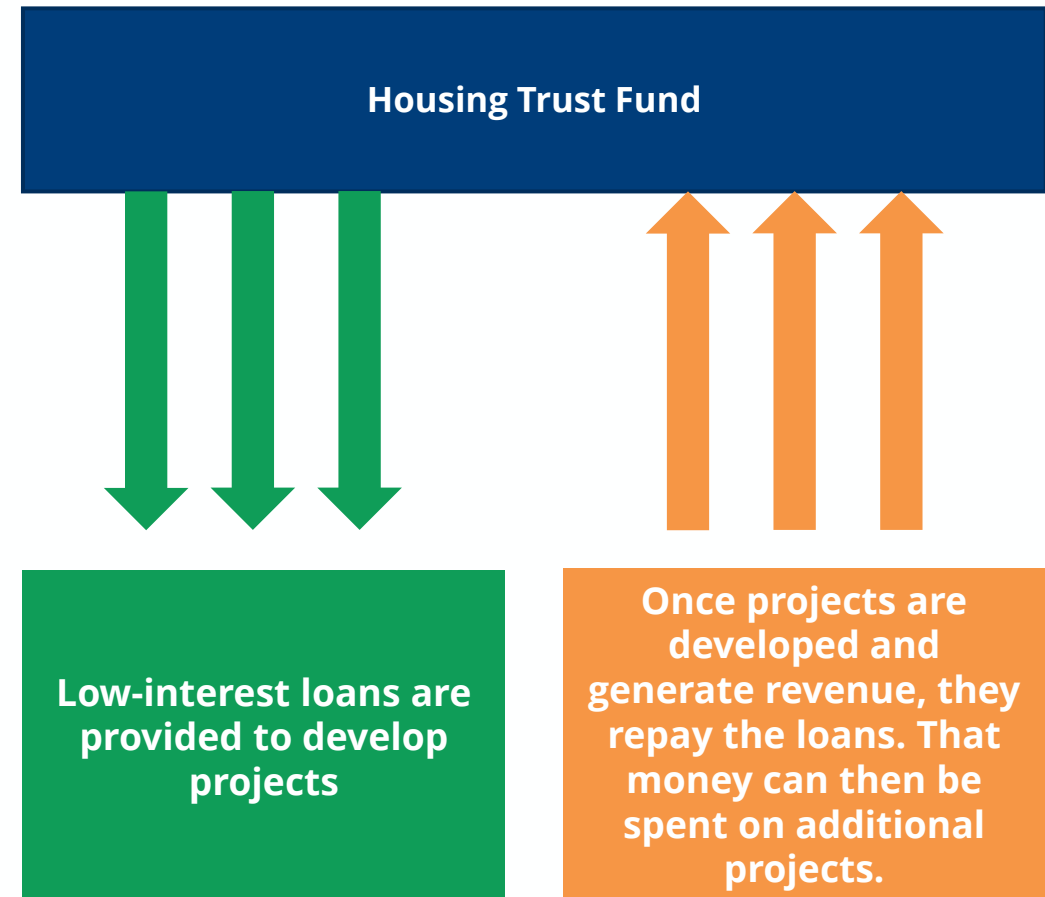 Housing Trust Fund
Low-interest loans are
provided to develop
projects
Once projects are
developed and
generate revenue, they
repay the loans. That
money can then be
spent on additional
projects.